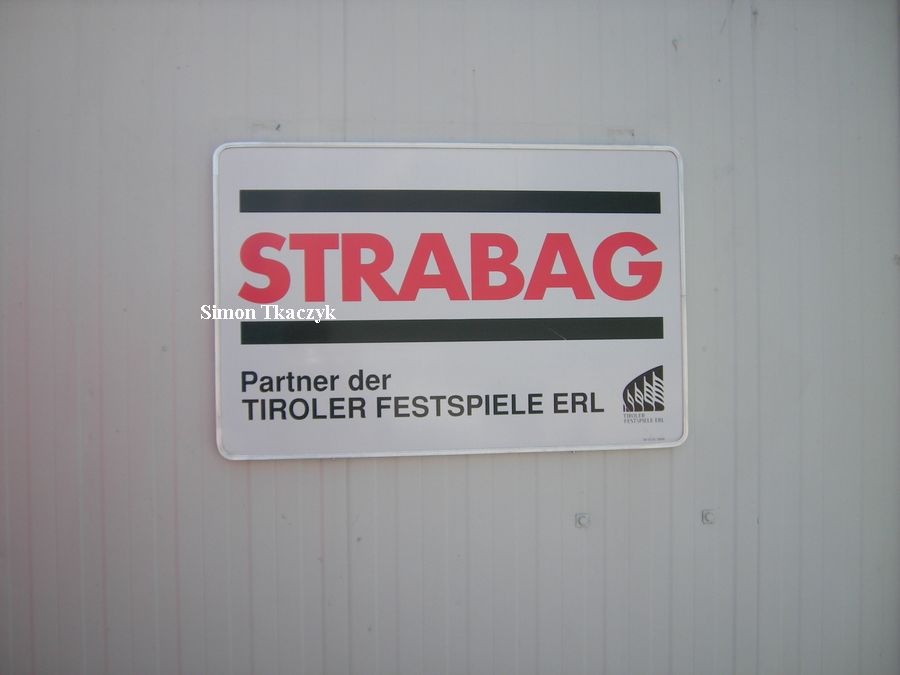 STRABAG
Simon Tkaczyk
Partner der
TIROLER FESTSPIELE ERL
TIROLER
FESTSPIELE ERL